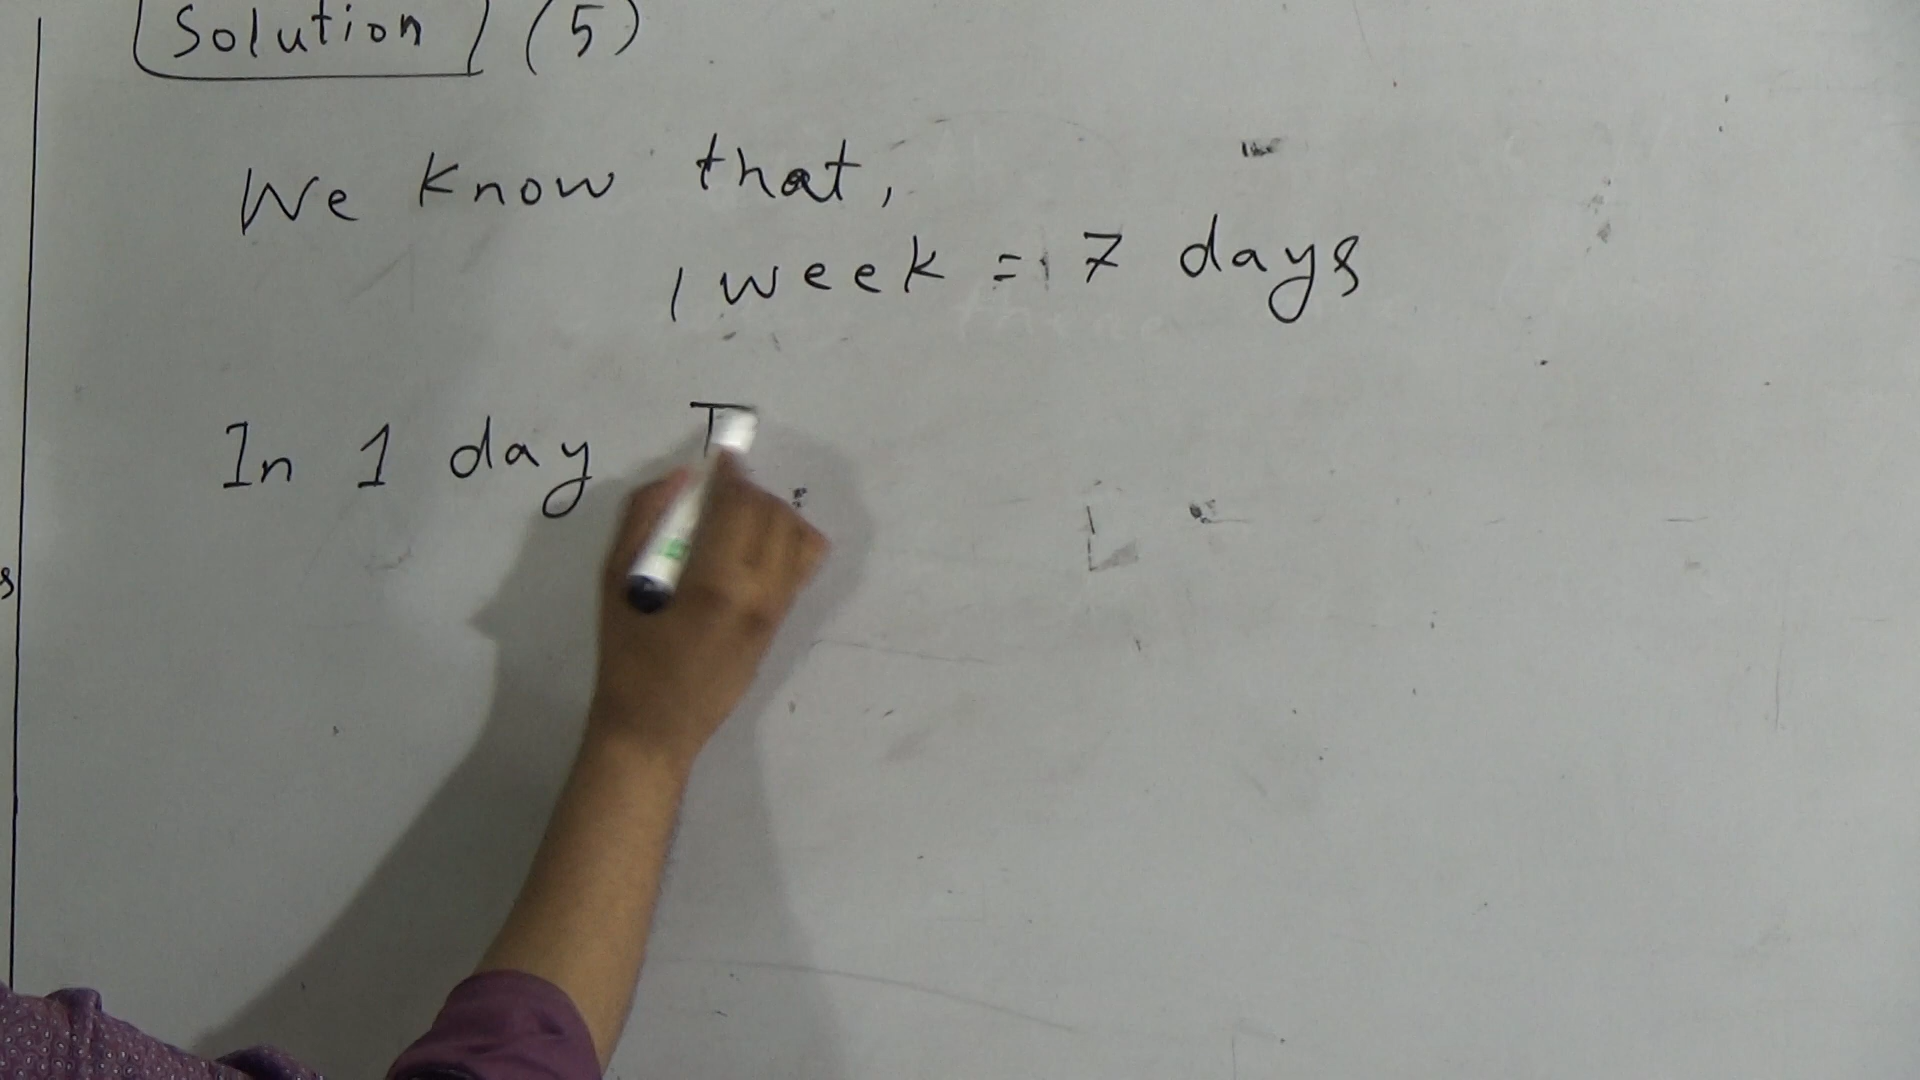 Solution (5)
We know that,
1 week = 7 days
In 1 day